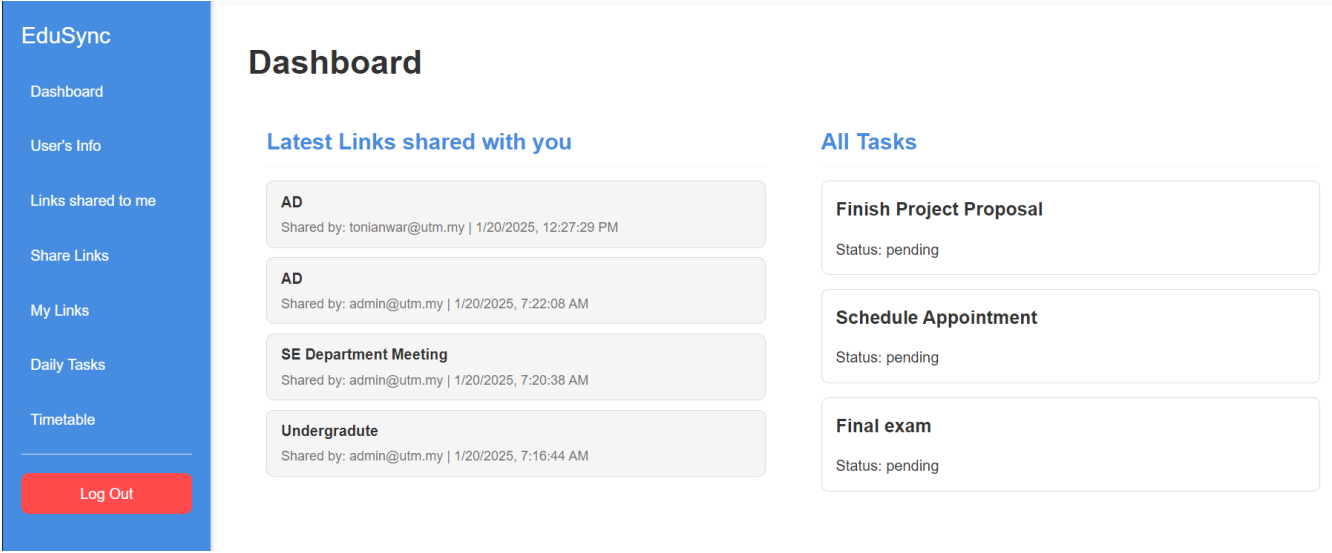 EduSync
Dashboard
User's Info
Links shared to me
Share Links
My Links
Daily Tasks
Timetable
Log Out
Dashboard
Latest Links shared with you
AD
Shared by: tonianwar@utm.my | 1/20/2025, 12:27:29 PM
AD
Shared by: admin@utm.my | 1/20/2025, 7:22:08 AM
SE Department Meeting
Shared by: admin@utm.my | 1/20/2025, 7:20:38 AM
Undergradute
Shared by: admin@utm.my | 1/20/2025, 7:16:44 AM
All Tasks
Finish Project Proposal
Status: pending
Schedule Appointment
Status: pending
Final exam
Status: pending